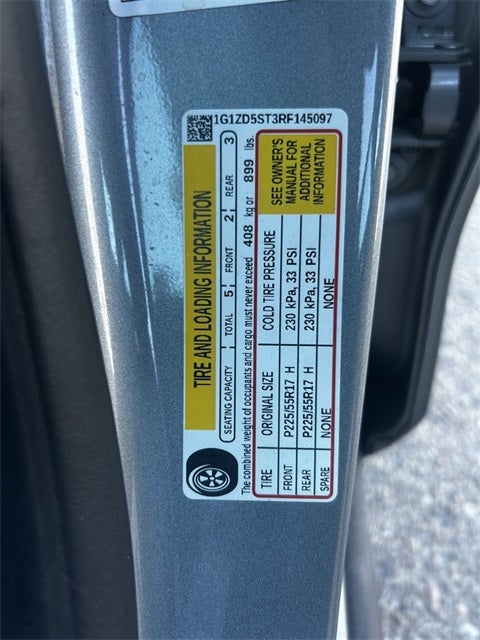 1G1ZD5ST3RF145097
TIRE AND LOADING INFORMATION
SEATING CAPACITY TOTAL 5 FRONT 2 REAR 3
The combined weight of occupants and cargo must never exceed 408 kg or 899 lbs.
TIRE ORIGINAL SIZE COLD TIRE PRESSURE
FRONT P225/55R17 H 230 kPa, 33 PSI
REAR P225/55R17 H 230 kPa, 33 PSI
SPARE NONE NONE
SEE OWNER'S
MANUAL FOR
ADDITIONAL
INFORMATION